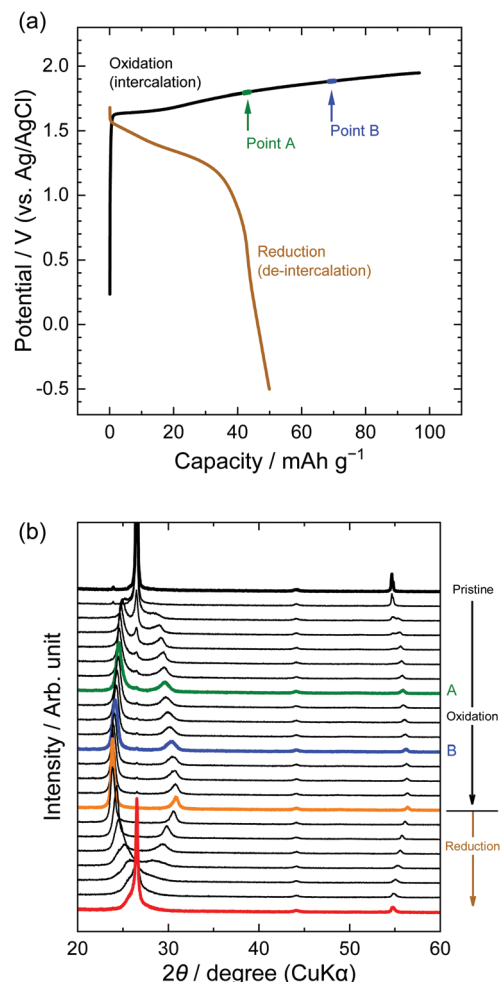 (a)
Oxidation
(intercalation)
Point A
Point B
Reduction
(de-intercalation)
2.0
1.5
1.0
0.5
0.0
-0.5
Potential / V (vs. Ag/AgCl)
0 20 40 60 80 100
Capacity / mAh g⁻¹
(b)
Pristine
A
Oxidation
B
Reduction
Intensity / Arb. unit
20 30 40 50 60
2θ / degree (CuKα)